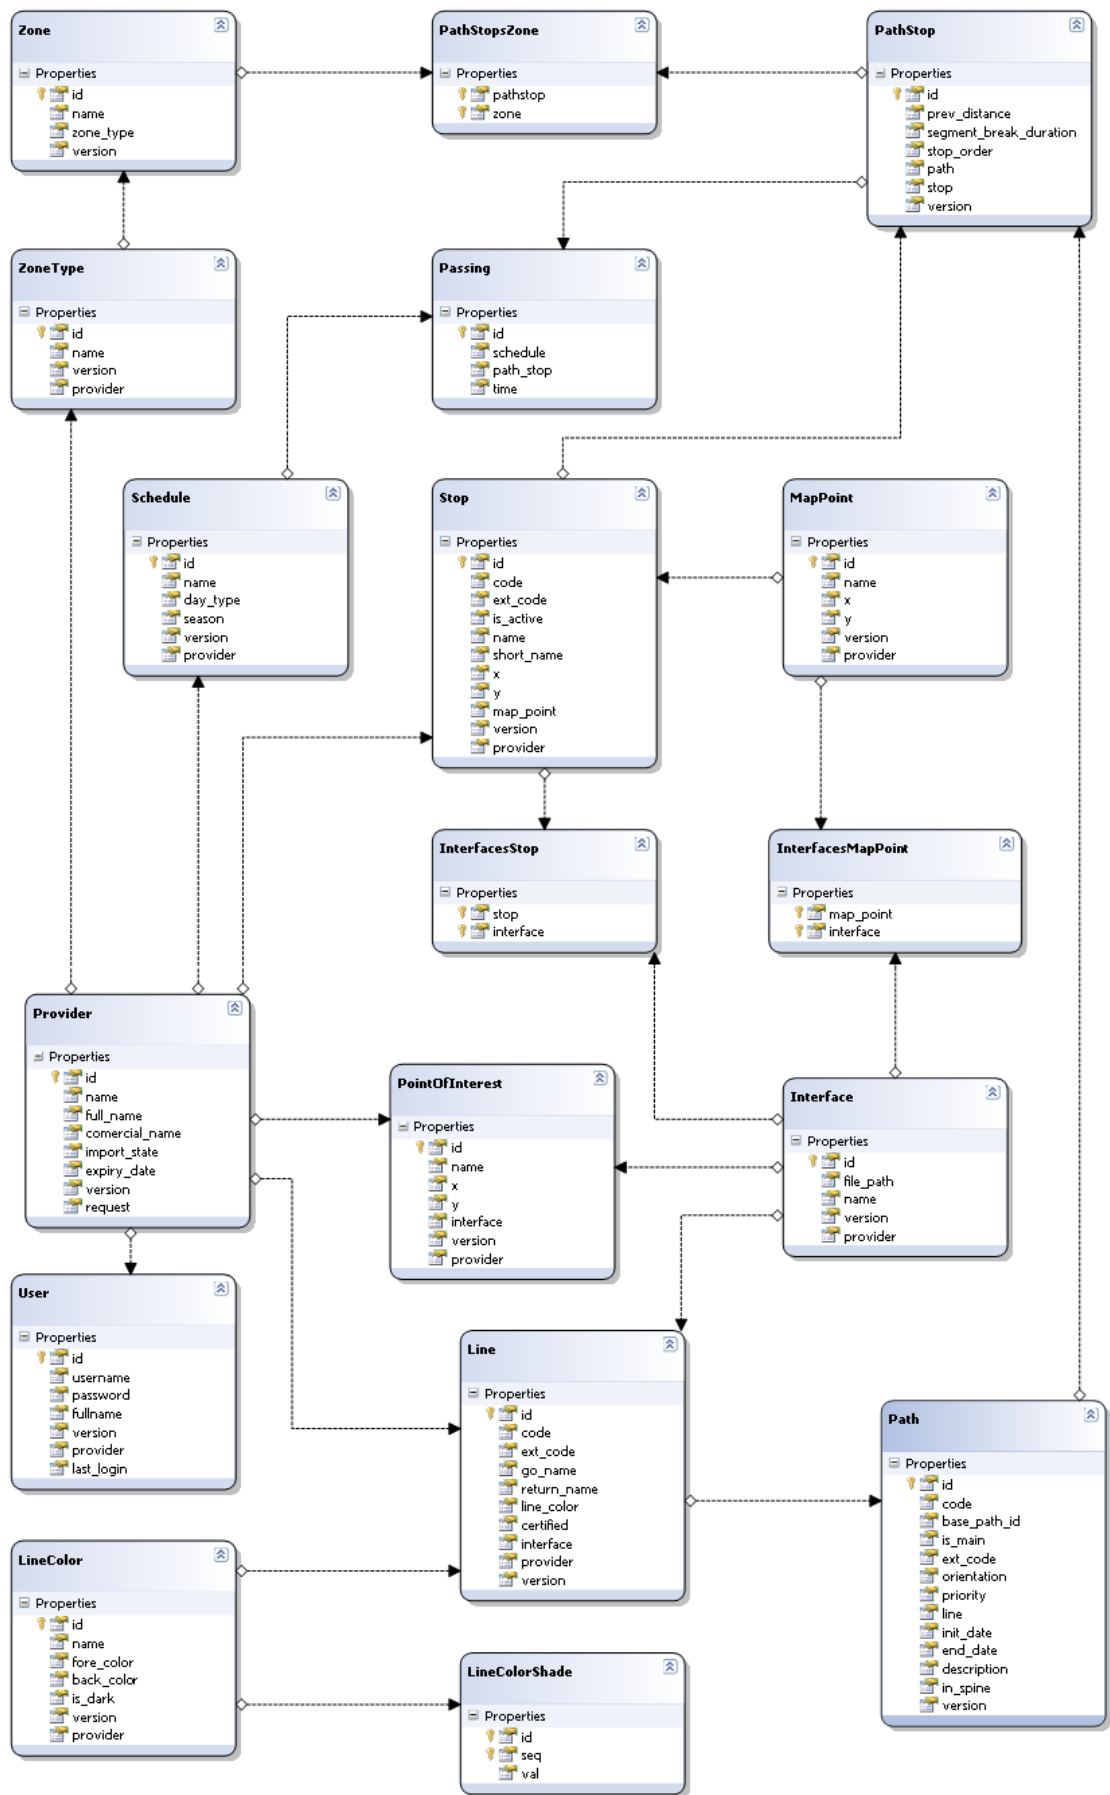 Zone
Properties
id
name
zone_type
version
PathStopsZone
Properties
pathstop
zone
PathStop
Properties
id
prev_distance
segment_break_duration
stop_order
path
stop
version
ZoneType
Properties
id
name
version
provider
Passing
Properties
id
schedule
path_stop
time
Schedule
Properties
id
name
day_type
season
version
provider
Stop
Properties
id
code
ext_code
is_active
name
short_name
x
y
map_point
version
provider
MapPoint
Properties
id
name
x
y
version
provider
InterfacesStop
Properties
stop
interface
InterfacesMapPoint
Properties
map_point
interface
Provider
Properties
id
name
full_name
comercial_name
import_state
expiry_date
version
request
PointOfInterest
Properties
id
name
x
y
interface
version
provider
Interface
Properties
id
file_path
name
version
provider
User
Properties
id
username
password
fullname
version
provider
last_login
Line
Properties
id
code
ext_code
go_name
return_name
line_color
certified
interface
provider
version
Path
Properties
id
code
base_path_id
is_main
ext_code
orientation
priority
line
init_date
end_date
description
in_spine
version
LineColor
Properties
id
name
fore_color
back_color
is_dark
version
provider
LineColorShade
Properties
id
seq
val